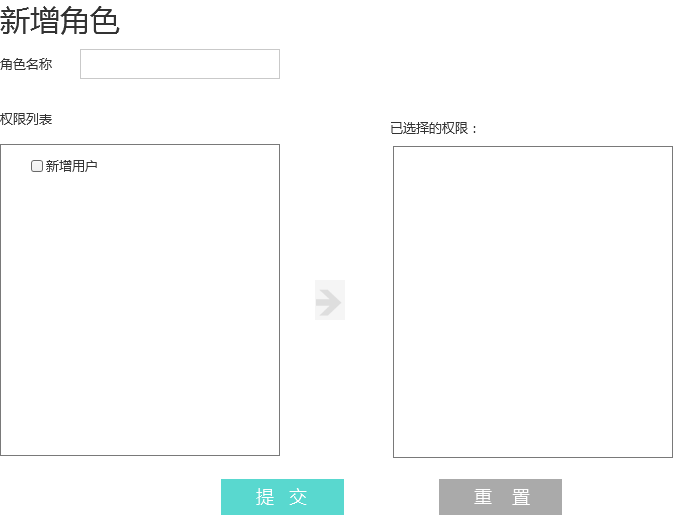 新增角色
角色名称
权限列表
已选择的权限：
新增用户
提 交
重 置